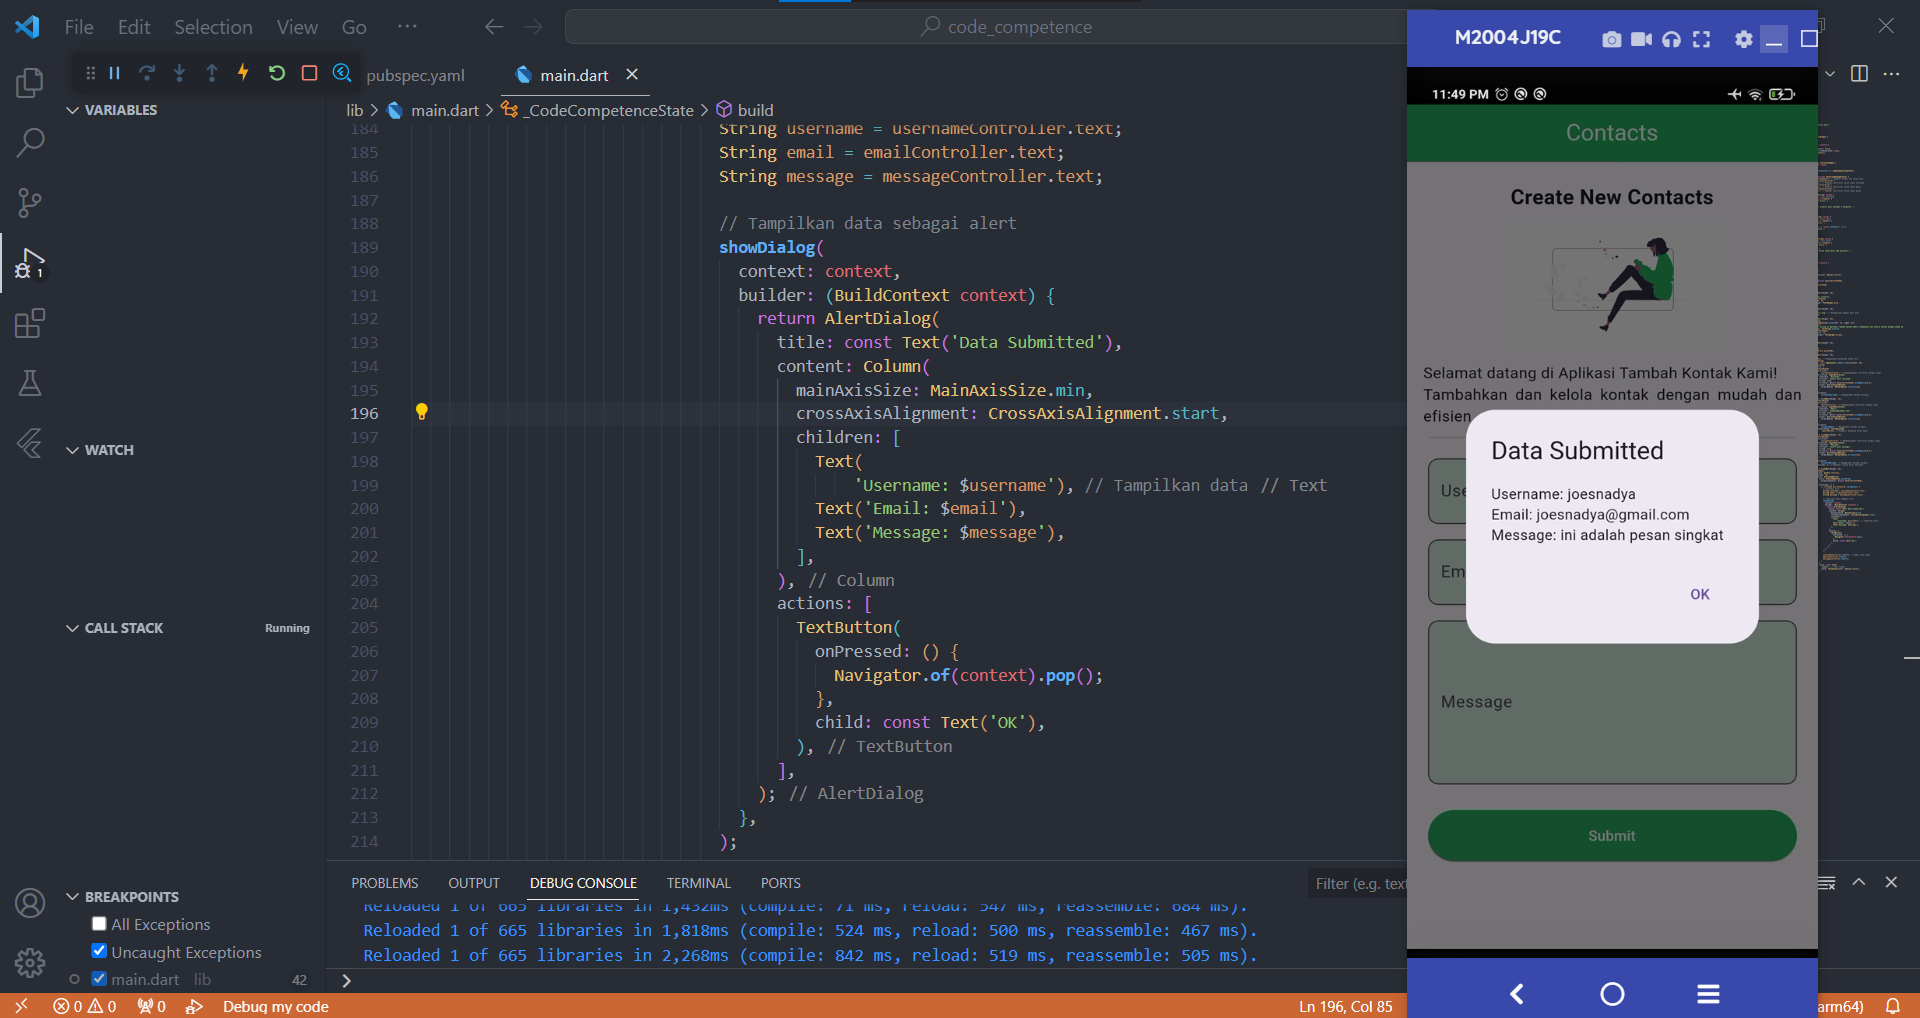 File Edit Selection View Go ···
code_competence
pubspec.yaml
main.dart
lib > main.dart > _CodeCompetenceState > build
VARIABLES
WATCH
CALL STACK
Running
BREAKPOINTS
All Exceptions
Uncaught Exceptions
main.dart lib 42
1
184 String username = usernameController.text;
185 String email = emailController.text;
186 String message = messageController.text;
187
188 // Tampilkan data sebagai alert
189 showDialog(
190 context: context,
191 builder: (BuildContext context) {
192 return AlertDialog(
193 title: const Text('Data Submitted'),
194 content: Column(
195 mainAxisSize: MainAxisSize.min,
196 crossAxisAlignment: CrossAxisAlignment.start,
197 children: [
198 Text(
199 'Username: $username'), // Tampilkan data // Text
200 Text('Email: $email'),
201 Text('Message: $message'),
202 ],
203 ), // Column
204 actions: [
205 TextButton(
206 onPressed: () {
207 Navigator.of(context).pop();
208 },
209 child: const Text('OK'),
210 ), // TextButton
211 ],
212 ); // AlertDialog
213 },
214 );
PROBLEMS OUTPUT DEBUG CONSOLE TERMINAL PORTS
Filter (e.g. text
Reloaded 1 of 665 libraries in 1,432ms (compile: 71 ms, reload: 547 ms, reassemble: 684 ms).
Reloaded 1 of 665 libraries in 1,818ms (compile: 524 ms, reload: 500 ms, reassemble: 467 ms).
Reloaded 1 of 665 libraries in 2,268ms (compile: 842 ms, reload: 519 ms, reassemble: 505 ms).
0 0 0 Debug my code
Ln 196, Col 85
arm64)
M2004J19C
11:49 PM
Contacts
Create New Contacts
Selamat datang di Aplikasi Tambah Kontak Kami!
Tambahkan dan kelola kontak dengan mudah dan
efisien
Use
Em
Data Submitted
Username: joesnadya
Email: joesnadya@gmail.com
Message: ini adalah pesan singkat
OK
Message
Submit